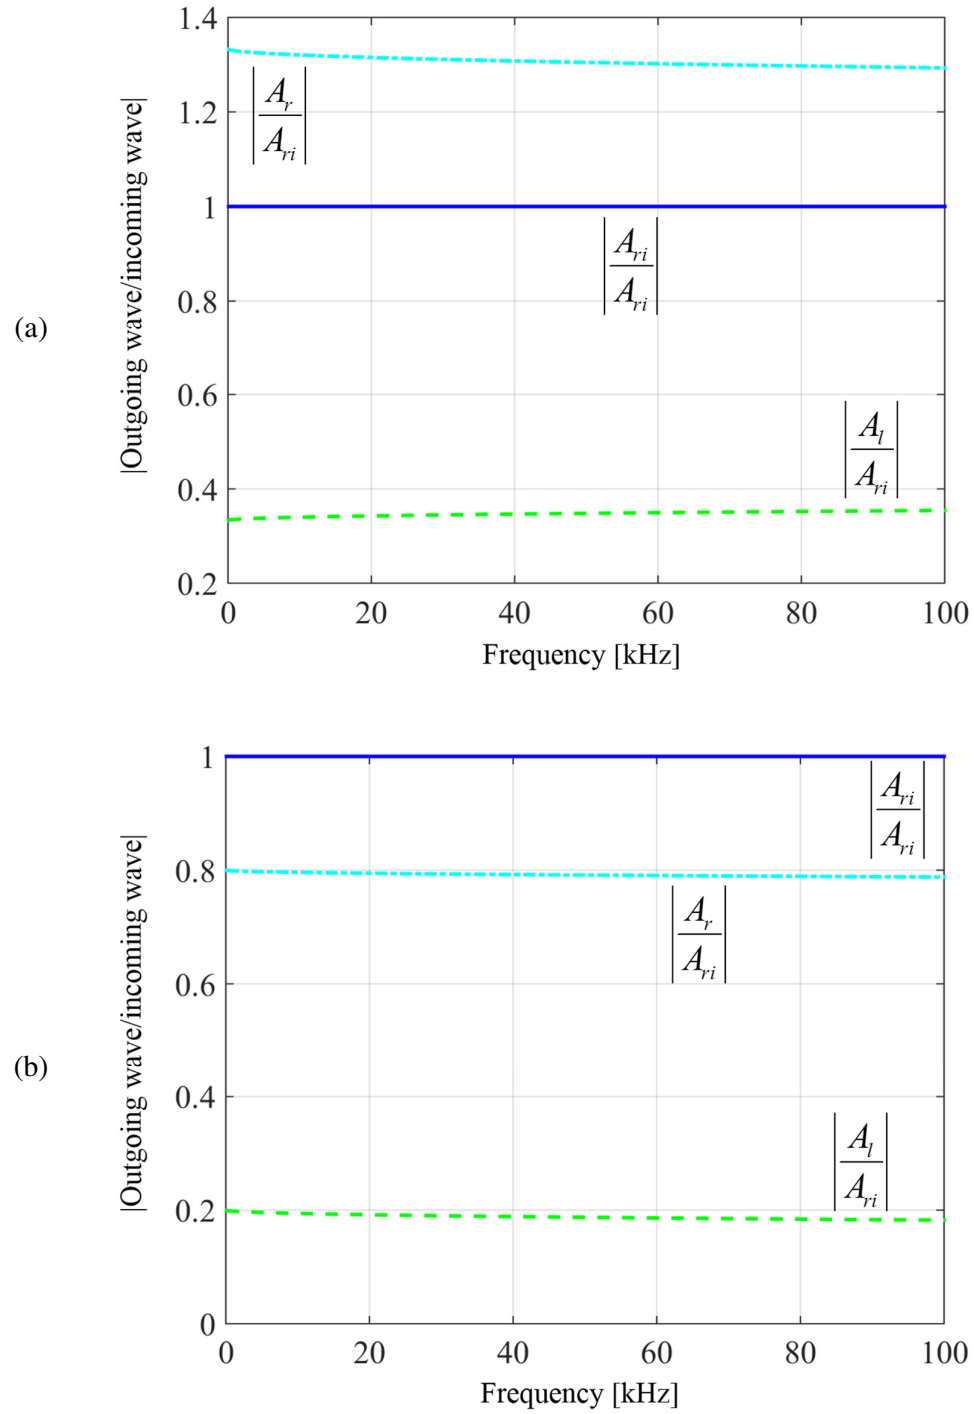 (a)
|Outgoing wave/incoming wave|
1.4
1.2
1
0.8
0.6
0.4
0.2
|A_r / A_ri|
|A_ri / A_ri|
|A_l / A_ri|
0 20 40 60 80 100
Frequency [kHz]
(b)
|Outgoing wave/incoming wave|
1
0.8
0.6
0.4
0.2
0
|A_ri / A_ri|
|A_r / A_ri|
|A_l / A_ri|
0 20 40 60 80 100
Frequency [kHz]